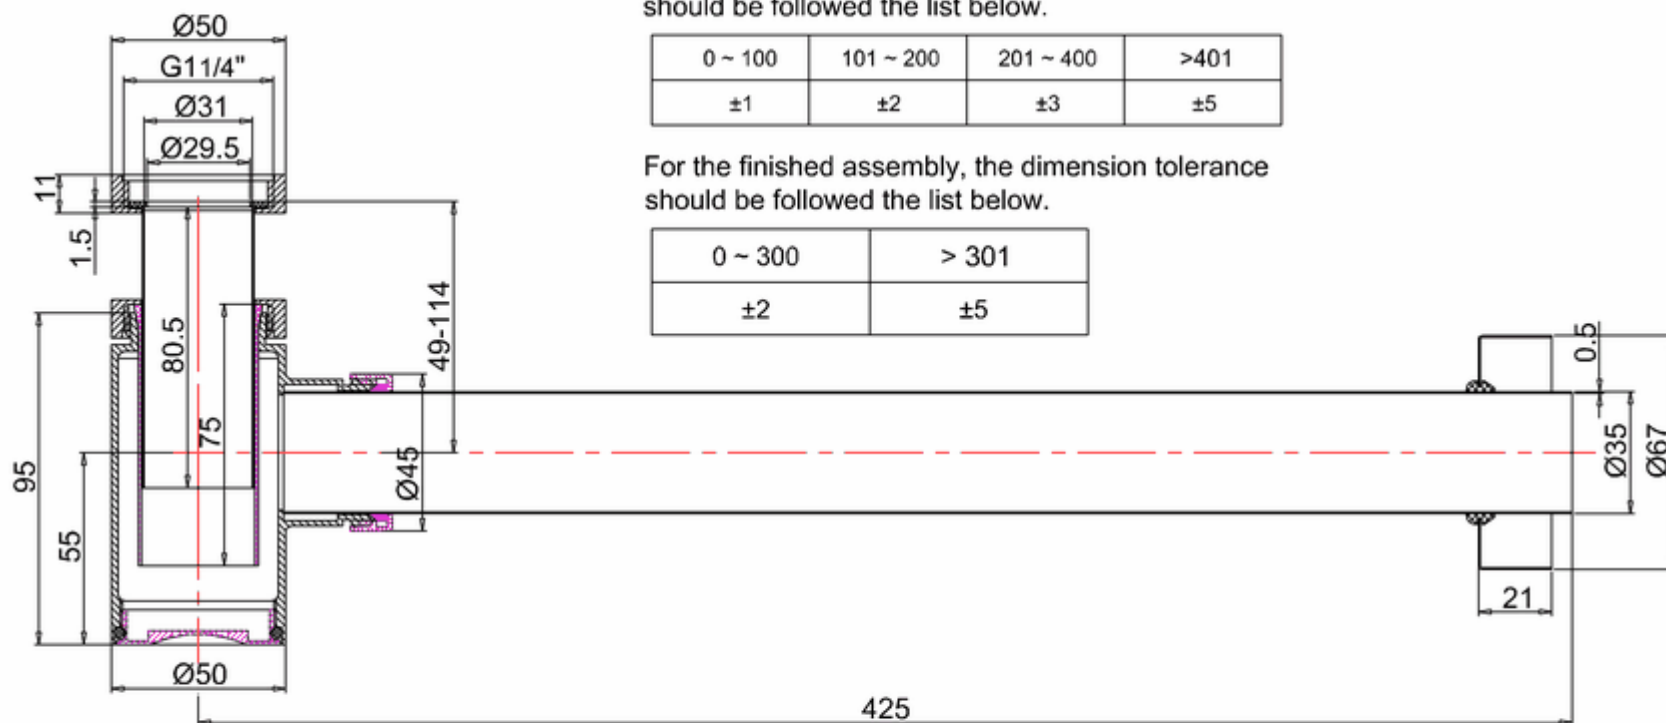 should be followed the list below.
0 ~ 100 101 ~ 200 201 ~ 400 >401
±1 ±2 ±3 ±5
For the finished assembly, the dimension tolerance
should be followed the list below.
0 ~ 300 > 301
±2 ±5
Ø50
G11/4"
Ø31
Ø29.5
11
1.5
80.5
75
49-114
95
55
Ø45
Ø50
0.5
Ø35
Ø67
21
425